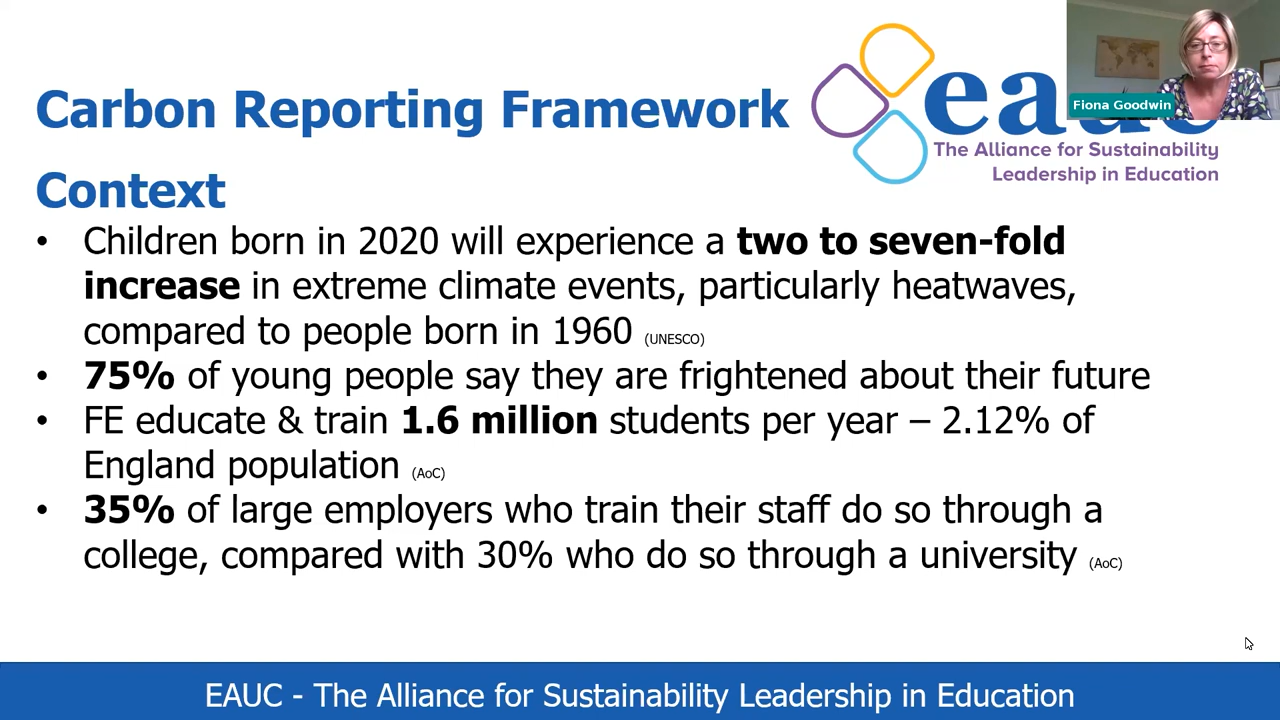 Carbon Reporting Framework
Context
• Children born in 2020 will experience a two to seven-fold
increase in extreme climate events, particularly heatwaves,
compared to people born in 1960 (UNESCO)
• 75% of young people say they are frightened about their future
• FE educate & train 1.6 million students per year – 2.12% of
England population (AoC)
• 35% of large employers who train their staff do so through a
college, compared with 30% who do so through a university (AoC)
eauc
The Alliance for Sustainability
Leadership in Education
Fiona Goodwin
EAUC - The Alliance for Sustainability Leadership in Education